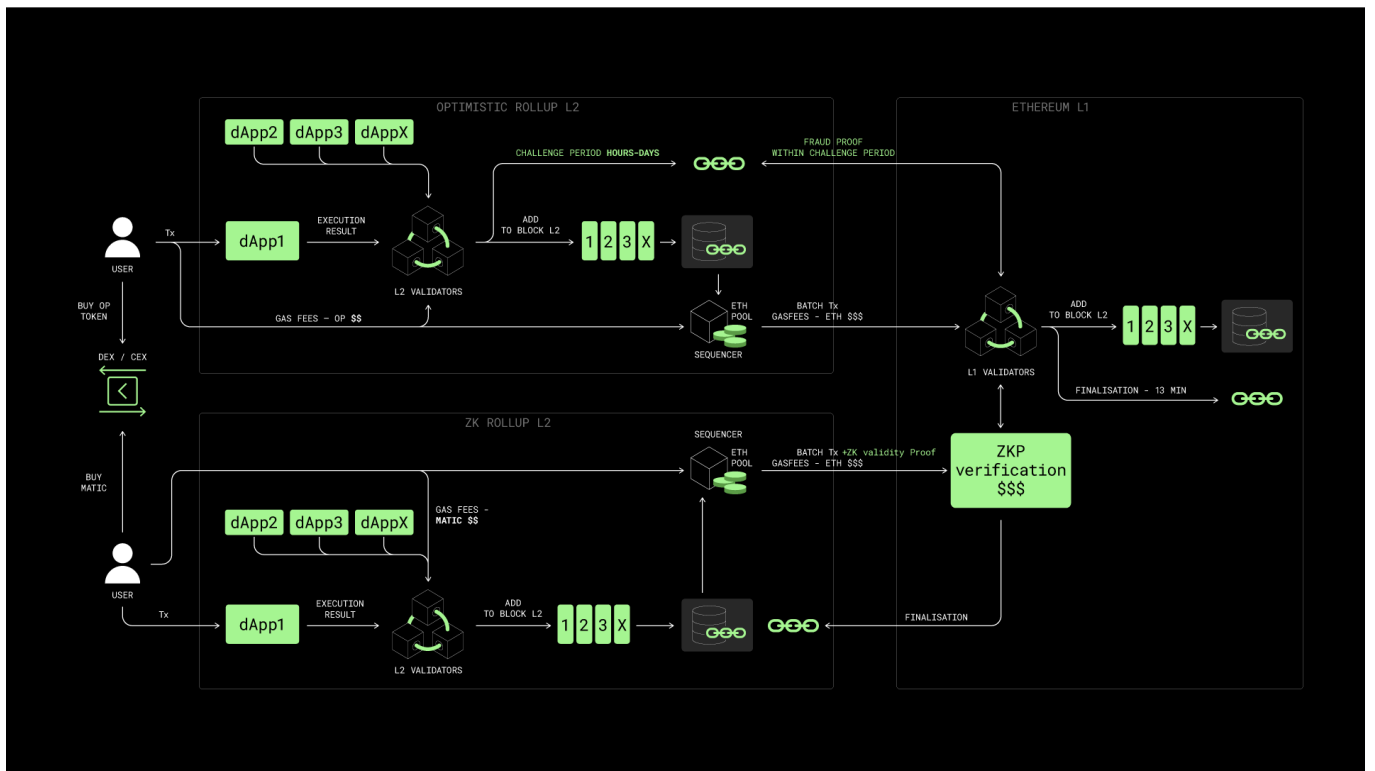 OPTIMISTIC ROLLUP L2
dApp2
dApp3
dAppX
CHALLENGE PERIOD HOURS-DAYS
FRAUD PROOF
WITHIN CHALLENGE PERIOD
Tx
dApp1
EXECUTION
RESULT
L2 VALIDATORS
ADD
TO BLOCK L2
1 2 3 X
USER
BUY OP
TOKEN
GAS FEES – OP $$
ETH
POOL
SEQUENCER
BATCH Tx
GASFEES - ETH $$$
DEX / CEX
ETHEREUM L1
L1 VALIDATORS
ADD
TO BLOCK L2
1 2 3 X
FINALISATION - 13 MIN
ZKP
verification
$$$
FINALISATION
ZK ROLLUP L2
SEQUENCER
ETH
POOL
BATCH Tx +ZK validity Proof
GASFEES - ETH $$$
BUY
MATIC
GAS FEES -
MATIC $$
dApp2
dApp3
dAppX
USER
Tx
dApp1
EXECUTION
RESULT
L2 VALIDATORS
ADD
TO BLOCK L2
1 2 3 X